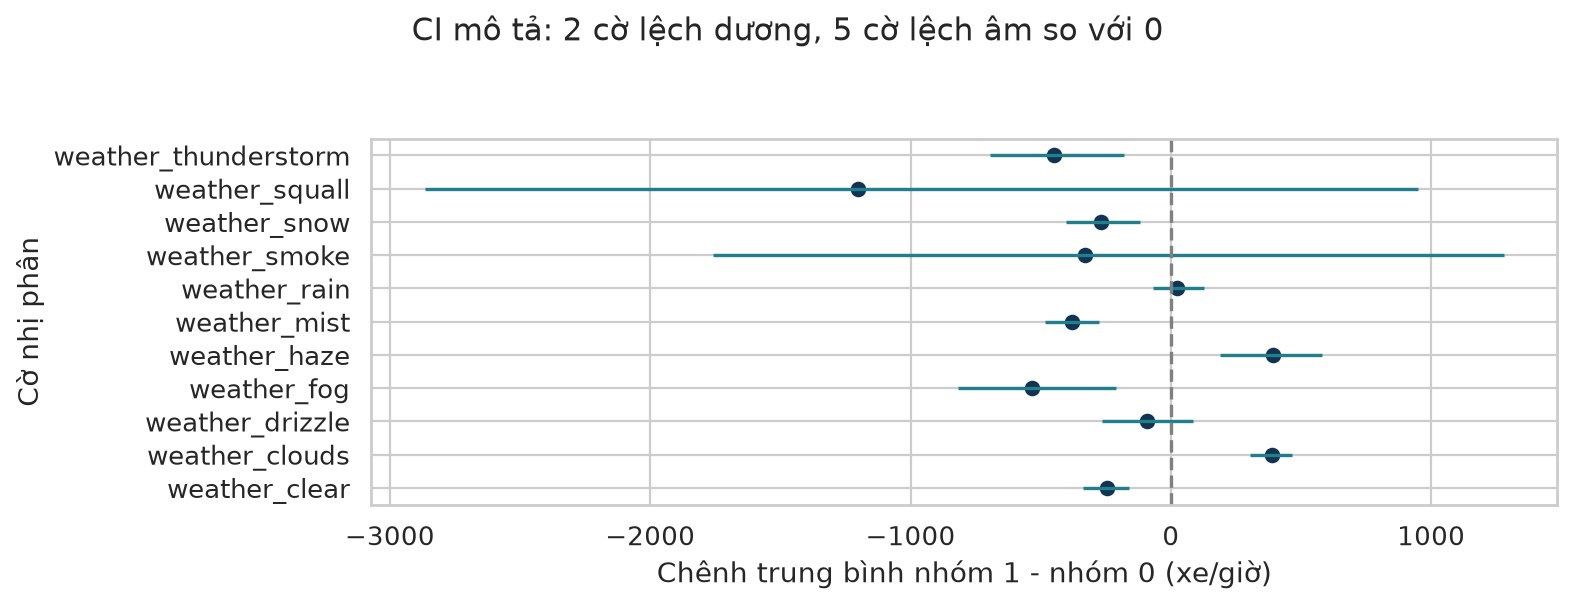 CI mô tả: 2 cờ lệch dương, 5 cờ lệch âm so với 0
Cờ nhị phân
weather_thunderstorm
weather_squall
weather_snow
weather_smoke
weather_rain
weather_mist
weather_haze
weather_fog
weather_drizzle
weather_clouds
weather_clear
−3000 −2000 −1000 0 1000
Chênh trung bình nhóm 1 - nhóm 0 (xe/giờ)